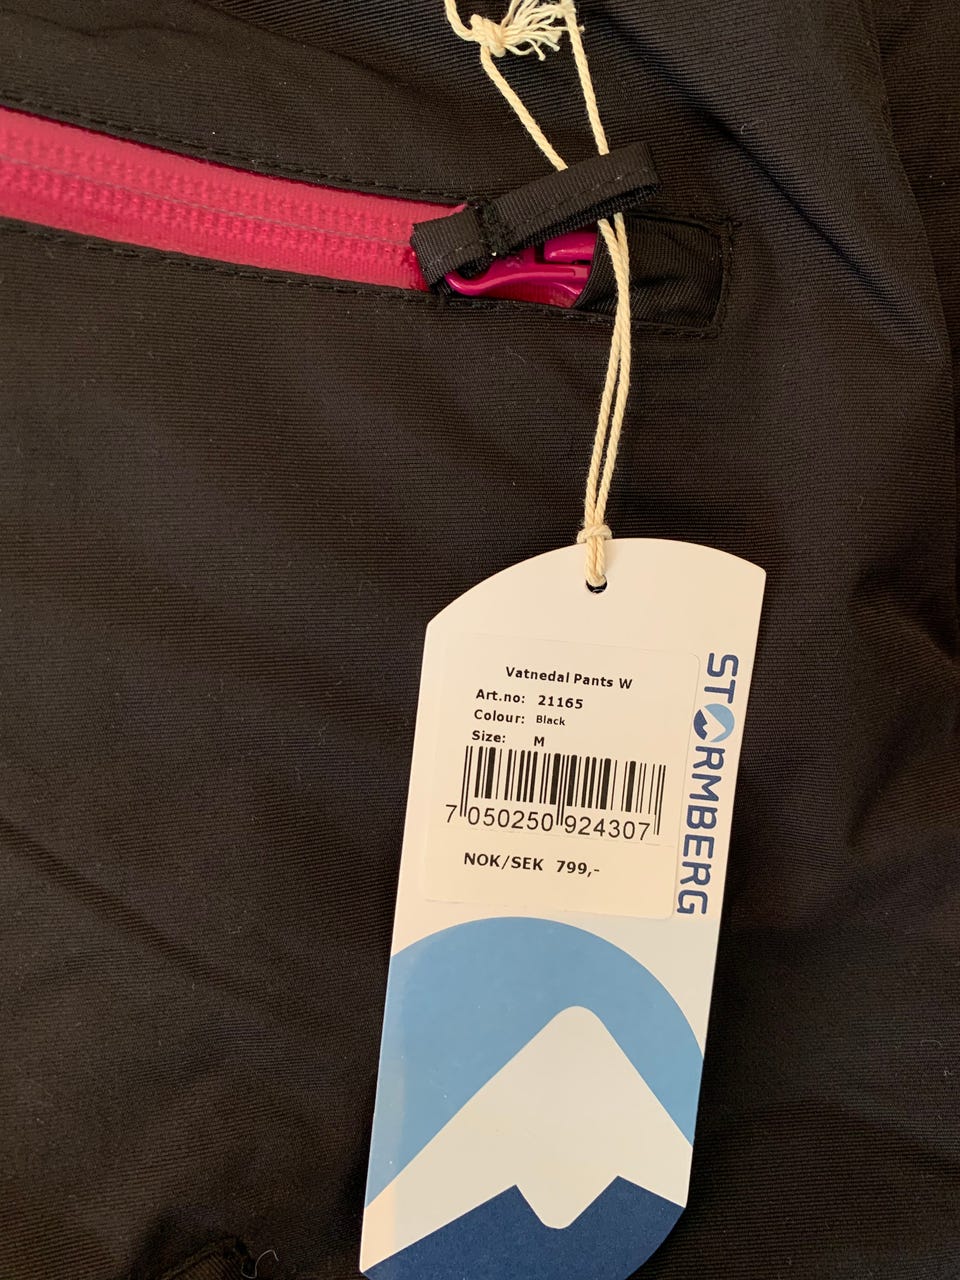 Vatnedal Pants W
Art.no: 21165
Colour: Black
Size: M
7 050250 924307
NOK/SEK 799,-
STORMBERG